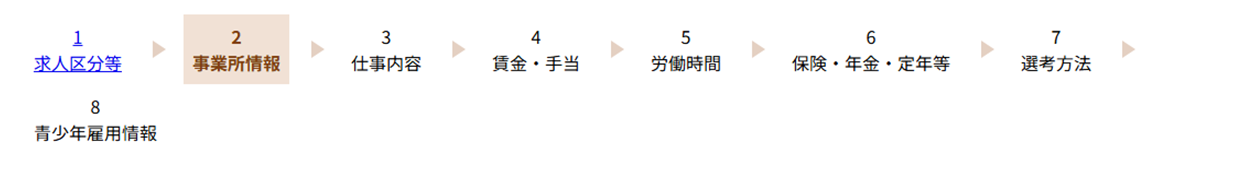 1
求人区分等
2
事業所情報
3
仕事内容
4
賃金・手当
5
労働時間
6
保険・年金・定年等
7
選考方法
8
青少年雇用情報